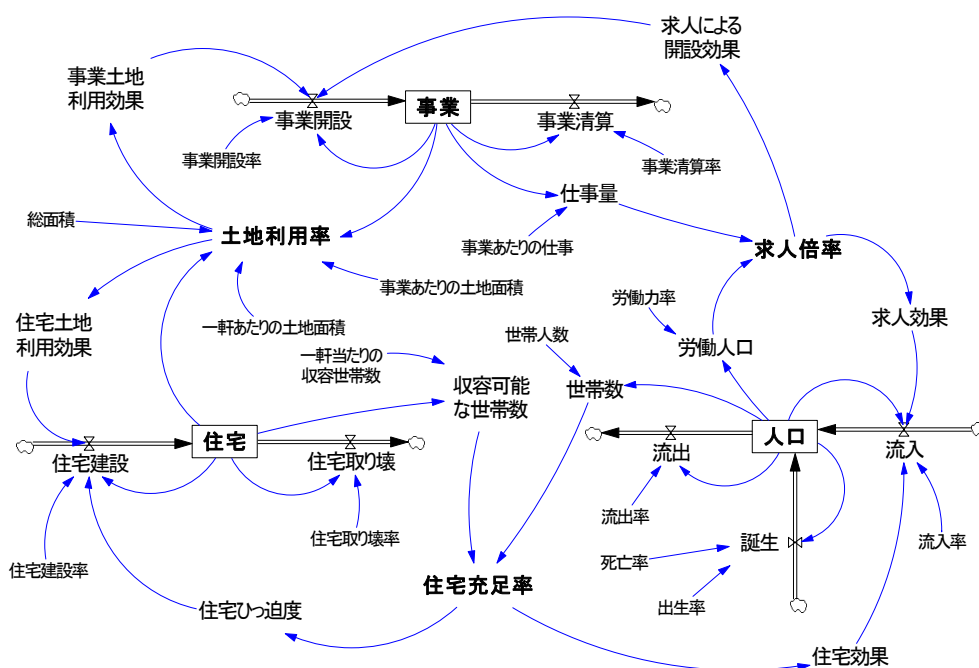 求人による
開設効果
事業土地
利用効果
事業
事業開設
事業清算
事業開設率
事業清算率
仕事量
総面積
土地利用率
事業あたりの仕事
求人倍率
事業あたりの土地面積
労働力率
一軒あたりの土地面積
住宅土地
利用効果
求人効果
世帯人数
労働人口
一軒当たりの
収容世帯数
収容可能
な世帯数
世帯数
住宅
人口
住宅建設
住宅取り壊
流出
流入
流出率
住宅取り壊率
誕生
流入率
死亡率
住宅建設率
住宅充足率
出生率
住宅ひっ迫度
住宅効果